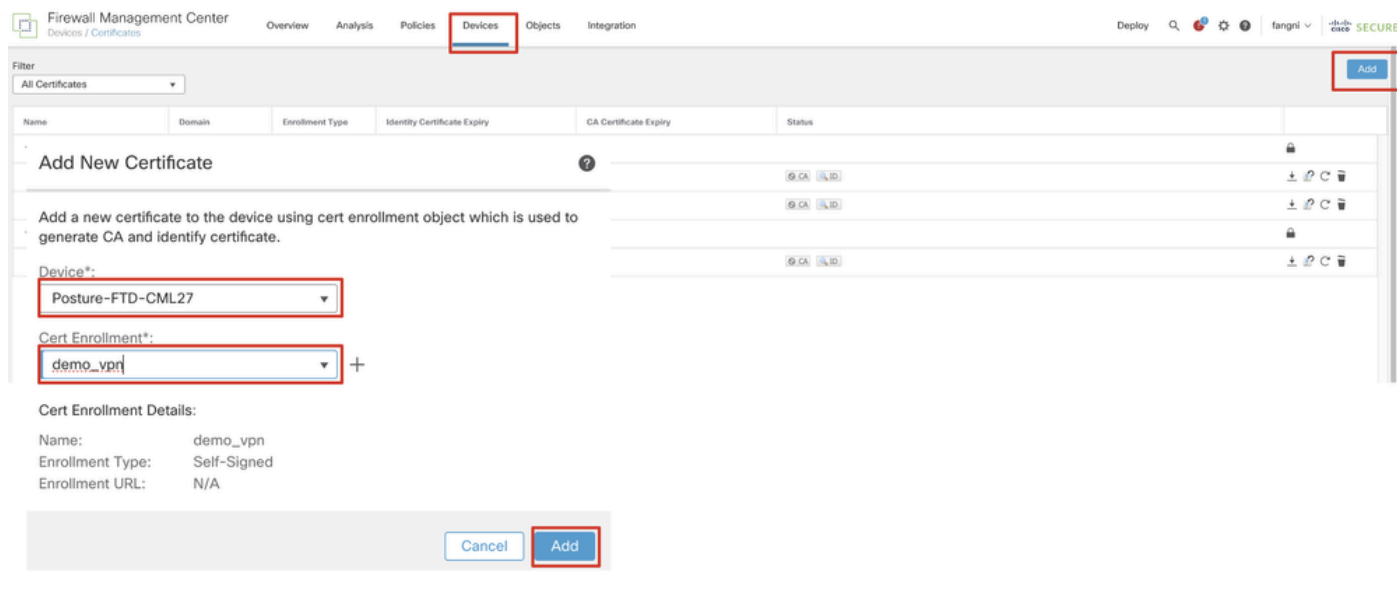 Firewall Management Center
Devices / Certificates
Overview Analysis Policies Devices Objects Integration
Deploy fangni cisco SECURE
Filter
All Certificates
Add
Name Domain Enrollment Type Identity Certificate Expiry CA Certificate Expiry Status
Add New Certificate
CA ID
Add a new certificate to the device using cert enrollment object which is used to
CA ID
generate CA and identify certificate.
CA ID
Device*:
Posture-FTD-CML27
Cert Enrollment*:
demo_vpn
Cert Enrollment Details:
Name: demo_vpn
Enrollment Type: Self-Signed
Enrollment URL: N/A
Cancel Add